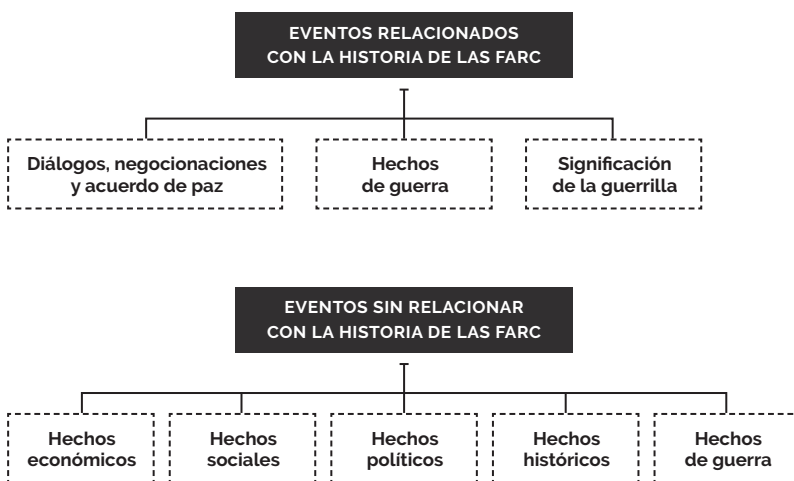 EVENTOS RELACIONADOS
CON LA HISTORIA DE LAS FARC
Diálogos, negocionaciones
y acuerdo de paz
Hechos
de guerra
Significación
de la guerrilla
EVENTOS SIN RELACIONAR
CON LA HISTORIA DE LAS FARC
Hechos
económicos
Hechos
sociales
Hechos
políticos
Hechos
históricos
Hechos
de guerra